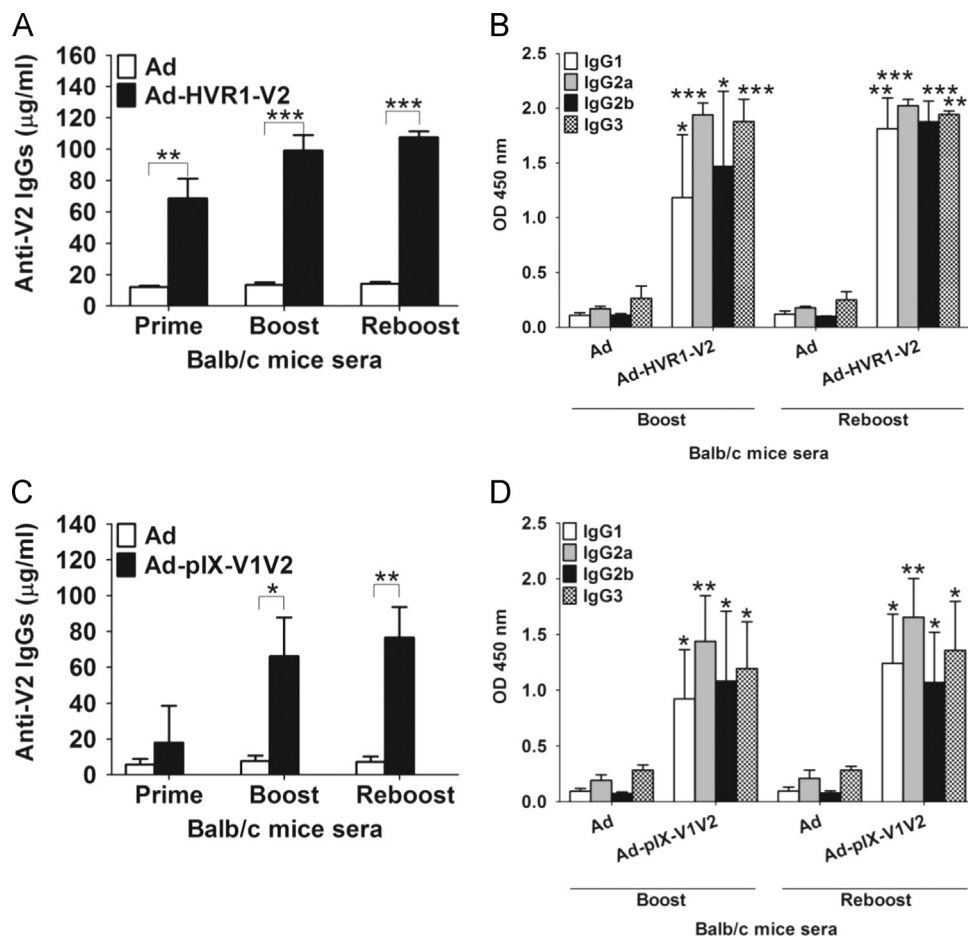 A
160
140
120
100
80
60
40
20
0
Anti-V2 IgGs (μg/ml)
Ad
Ad-HVR1-V2
**
***
***
Prime Boost Reboost
Balb/c mice sera
B
2.5
2.0
1.5
1.0
0.5
0.0
OD 450 nm
IgG1
IgG2a
IgG2b
IgG3
*
***
*
***
**
***
***
**
Ad Ad-HVR1-V2 Ad Ad-HVR1-V2
Boost Reboost
Balb/c mice sera
C
140
120
100
80
60
40
20
0
Anti-V2 IgGs (μg/ml)
Ad
Ad-pIX-V1V2
*
**
Prime Boost Reboost
Balb/c mice sera
D
2.5
2.0
1.5
1.0
0.5
0.0
OD 450 nm
IgG1
IgG2a
IgG2b
IgG3
*
**
*
*
*
**
*
*
Ad Ad-pIX-V1V2 Ad Ad-pIX-V1V2
Boost Reboost
Balb/c mice sera